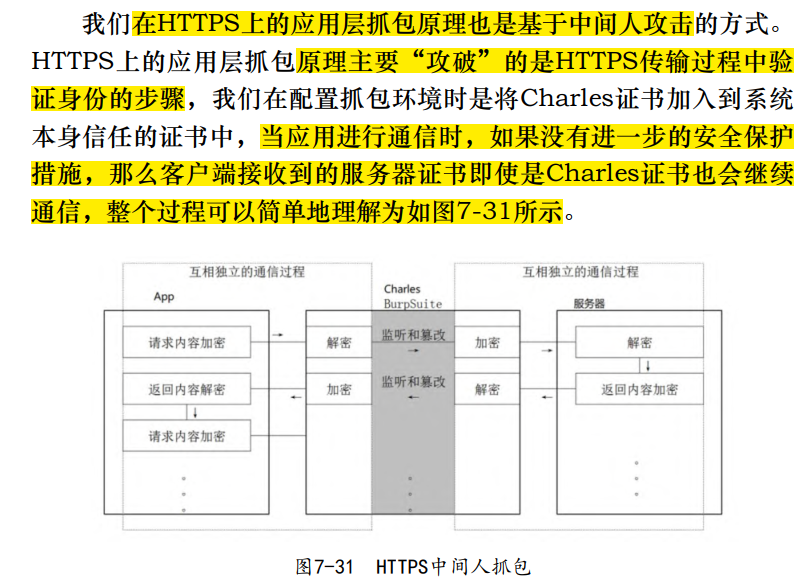 我们在HTTPS上的应用层抓包原理也是基于中间人攻击的方式。
HTTPS上的应用层抓包原理主要“攻破”的是HTTPS传输过程中验
证身份的步骤，我们在配置抓包环境时是将Charles证书加入到系统
本身信任的证书中，当应用进行通信时，如果没有进一步的安全保护
措施，那么客户端接收到的服务器证书即使是Charles证书也会继续
通信，整个过程可以简单地理解为如图7-31所示。
互相独立的通信过程
互相独立的通信过程
App
Charles
BurpSuite
服务器
请求内容加密
解密
监听和篡改
加密
解密
返回内容解密
加密
监听和篡改
解密
返回内容加密
请求内容加密
图7-31 HTTPS中间人抓包